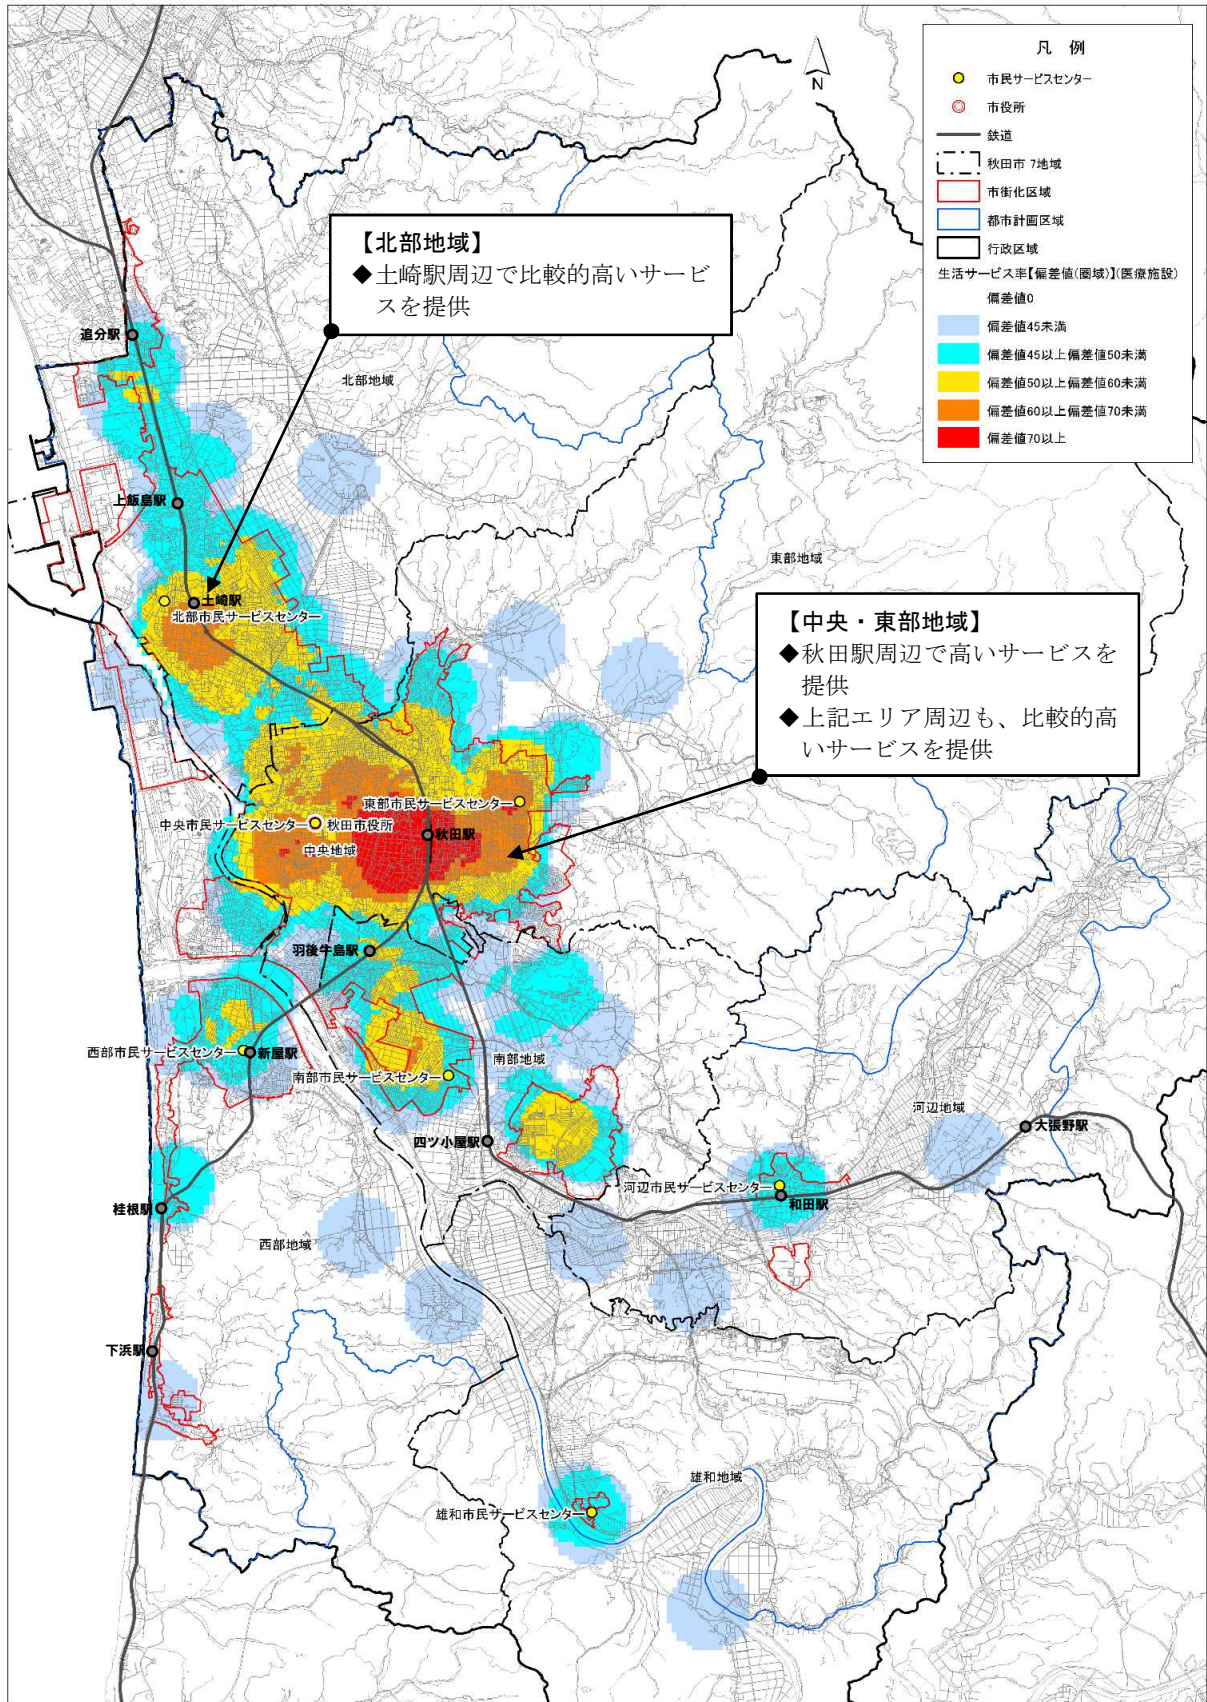 凡 例
市民サービスセンター
市役所
鉄道
秋田市 7地域
市街化区域
都市計画区域
行政区域
生活サービス率【偏差値(圏域)】(医療施設)
偏差値0
偏差値45未満
偏差値45以上偏差値50未満
偏差値50以上偏差値60未満
偏差値60以上偏差値70未満
偏差値70以上
N
【北部地域】
◆土崎駅周辺で比較的高いサービ
スを提供
追分駅
北部地域
上飯島駅
東部地域
土崎駅
北部市民サービスセンター
【中央・東部地域】
◆秋田駅周辺で高いサービスを
提供
◆上記エリア周辺も、比較的高
いサービスを提供
東部市民サービスセンター
中央市民サービスセンター
秋田市役所
秋田駅
中央地域
羽後牛島駅
西部市民サービスセンター
新屋駅
南部地域
南部市民サービスセンター
河辺地域
大張野駅
四ツ小屋駅
河辺市民サービスセンター
和田駅
桂根駅
西部地域
下浜駅
雄和地域
雄和市民サービスセンター